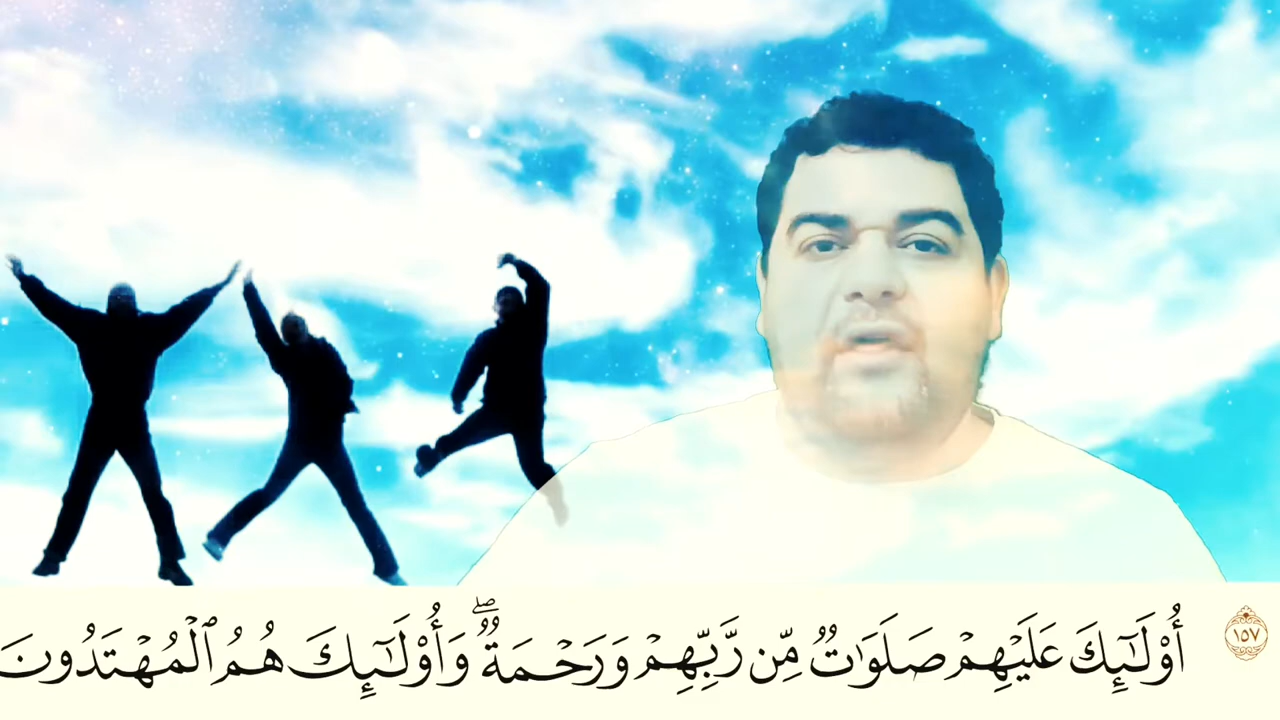 ١٥٧ أُو۟لَـٰٓئِكَ عَلَيْهِمْ صَلَوَٰتٌۭ مِّن رَّبِّهِمْ وَرَحْمَةٌۭ ۖ وَأُو۟لَـٰٓئِكَ هُمُ ٱلْمُهْتَدُونَ